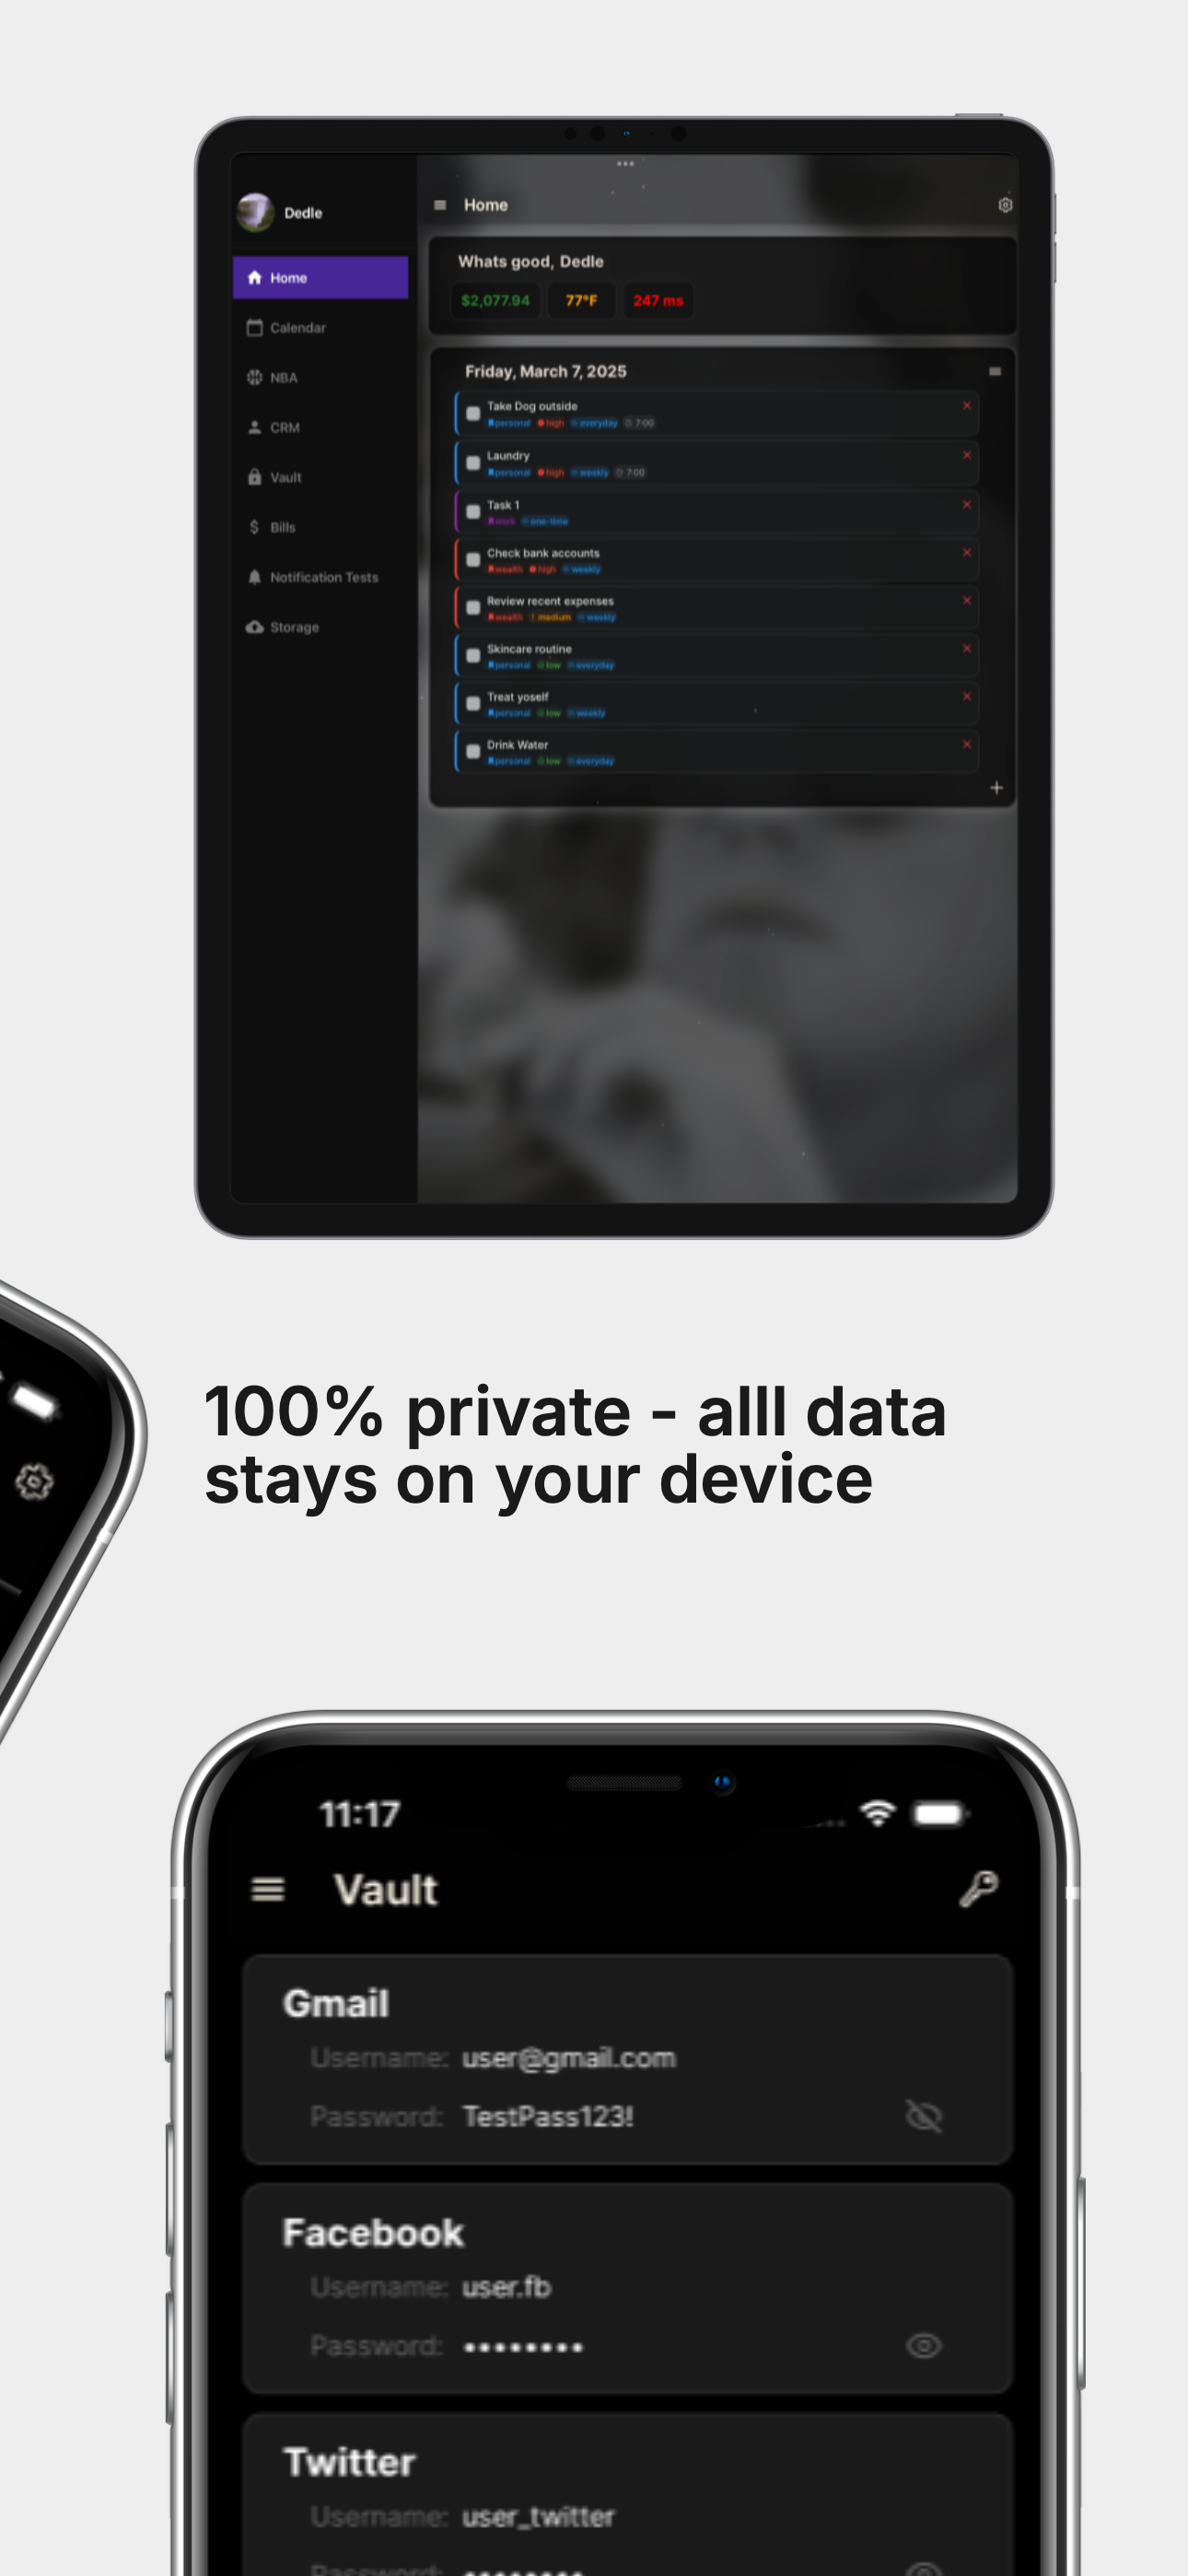 Dedle
Home
Calendar
NBA
CRM
Vault
Bills
Notification Tests
Storage
Home
Whats good, Dedle
$2,077.94 77°F 247 ms
Friday, March 7, 2025
Take Dog outside
personal high everyday 7:00
Laundry
personal high weekly 7:00
Task 1
work one-time
Check bank accounts
wealth high weekly
Review recent expenses
wealth medium weekly
Skincare routine
personal low everyday
Treat yoself
personal low weekly
Drink Water
personal low everyday
100% private - alll data
stays on your device
11:17
Vault
Gmail
Username: user@gmail.com
Password: TestPass123!
Facebook
Username: user.fb
Password: ••••••••
Twitter
Username: user_twitter
Password: ••••••••